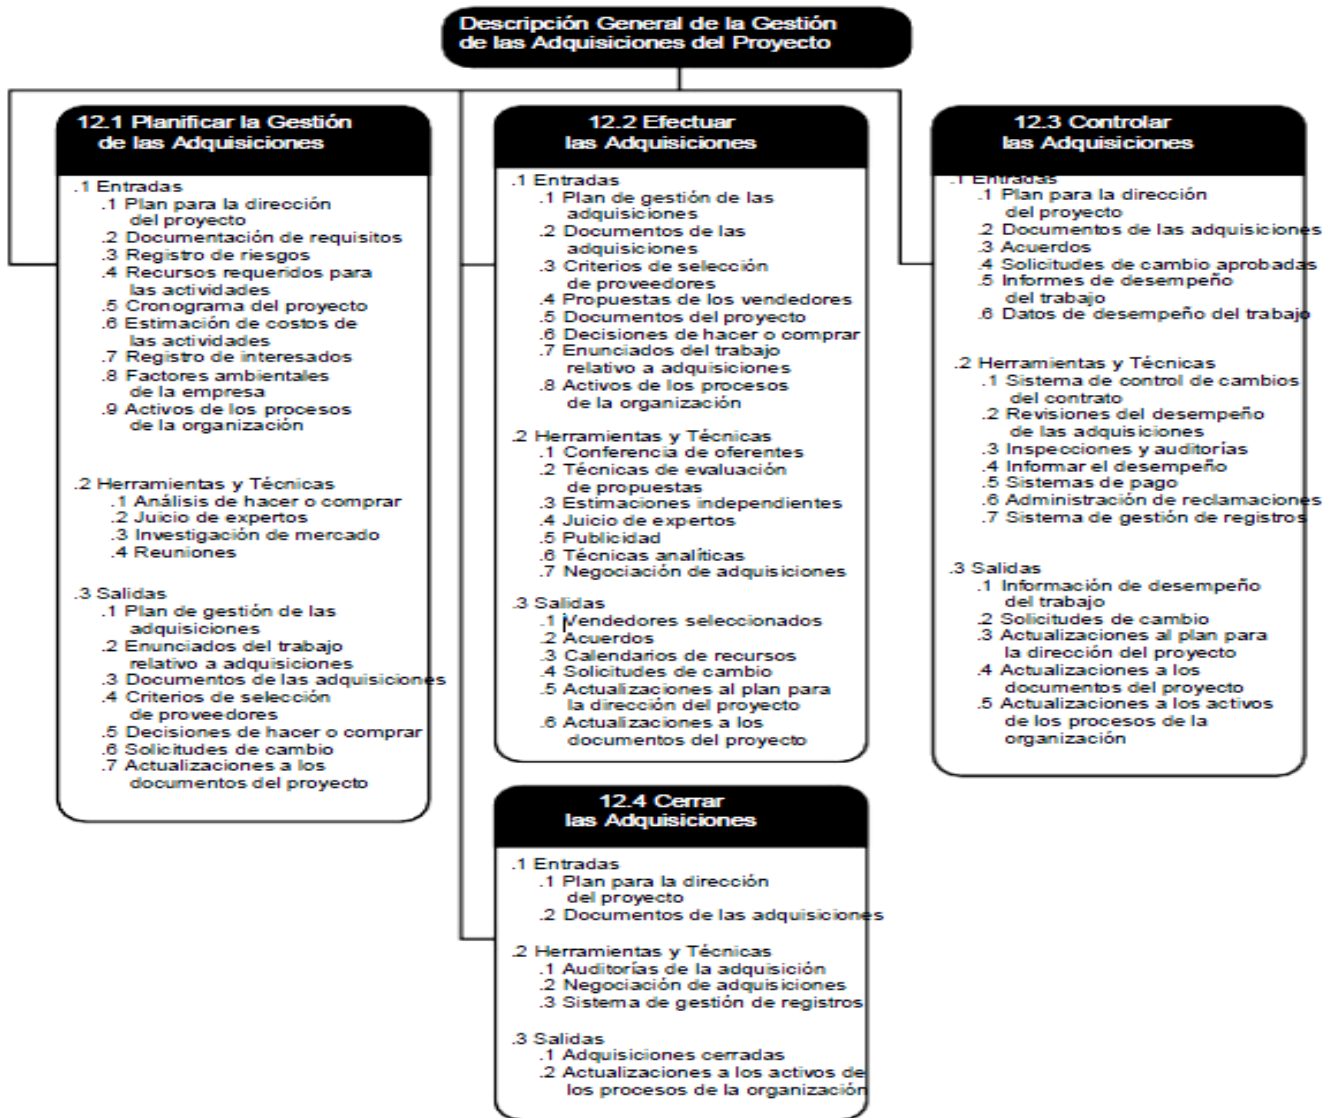 Descripción General de la Gestión
de las Adquisiciones del Proyecto
12.1 Planificar la Gestión
de las Adquisiciones
.1 Entradas
.1 Plan para la dirección
del proyecto
.2 Documentación de requisitos
.3 Registro de riesgos
.4 Recursos requeridos para
las actividades
.5 Cronograma del proyecto
.6 Estimación de costos de
las actividades
.7 Registro de interesados
.8 Factores ambientales
de la empresa
.9 Activos de los procesos
de la organización
.2 Herramientas y Técnicas
.1 Análisis de hacer o comprar
.2 Juicio de expertos
.3 Investigación de mercado
.4 Reuniones
.3 Salidas
.1 Plan de gestión de las
adquisiciones
.2 Enunciados del trabajo
relativo a adquisiciones
.3 Documentos de las adquisiciones
.4 Criterios de selección
de proveedores
.5 Decisiones de hacer o comprar
.6 Solicitudes de cambio
.7 Actualizaciones a los
documentos del proyecto
12.2 Efectuar
las Adquisiciones
.1 Entradas
.1 Plan de gestión de las
adquisiciones
.2 Documentos de las
adquisiciones
.3 Criterios de selección
de proveedores
.4 Propuestas de los vendedores
.5 Documentos del proyecto
.6 Decisiones de hacer o comprar
.7 Enunciados del trabajo
relativo a adquisiciones
.8 Activos de los procesos
de la organización
.2 Herramientas y Técnicas
.1 Conferencia de oferentes
.2 Técnicas de evaluación
de propuestas
.3 Estimaciones independientes
.4 Juicio de expertos
.5 Publicidad
.6 Técnicas analíticas
.7 Negociación de adquisiciones
.3 Salidas
.1 Vendedores seleccionados
.2 Acuerdos
.3 Calendarios de recursos
.4 Solicitudes de cambio
.5 Actualizaciones al plan para
la dirección del proyecto
.6 Actualizaciones a los
documentos del proyecto
12.3 Controlar
las Adquisiciones
.1 Entradas
.1 Plan para la dirección
del proyecto
.2 Documentos de las adquisiciones
.3 Acuerdos
.4 Solicitudes de cambio aprobadas
.5 Informes de desempeño
del trabajo
.6 Datos de desempeño del trabajo
.2 Herramientas y Técnicas
.1 Sistema de control de cambios
del contrato
.2 Revisiones del desempeño
de las adquisiciones
.3 Inspecciones y auditorías
.4 Informar el desempeño
.5 Sistemas de pago
.6 Administración de reclamaciones
.7 Sistema de gestión de registros
.3 Salidas
.1 Información de desempeño
del trabajo
.2 Solicitudes de cambio
.3 Actualizaciones al plan para
la dirección del proyecto
.4 Actualizaciones a los
documentos del proyecto
.5 Actualizaciones a los activos
de los procesos de la
organización
12.4 Cerrar
las Adquisiciones
.1 Entradas
.1 Plan para la dirección
del proyecto
.2 Documentos de las adquisiciones
.2 Herramientas y Técnicas
.1 Auditorías de la adquisición
.2 Negociación de adquisiciones
.3 Sistema de gestión de registros
.3 Salidas
.1 Adquisiciones cerradas
.2 Actualizaciones a los activos de
los procesos de la organización